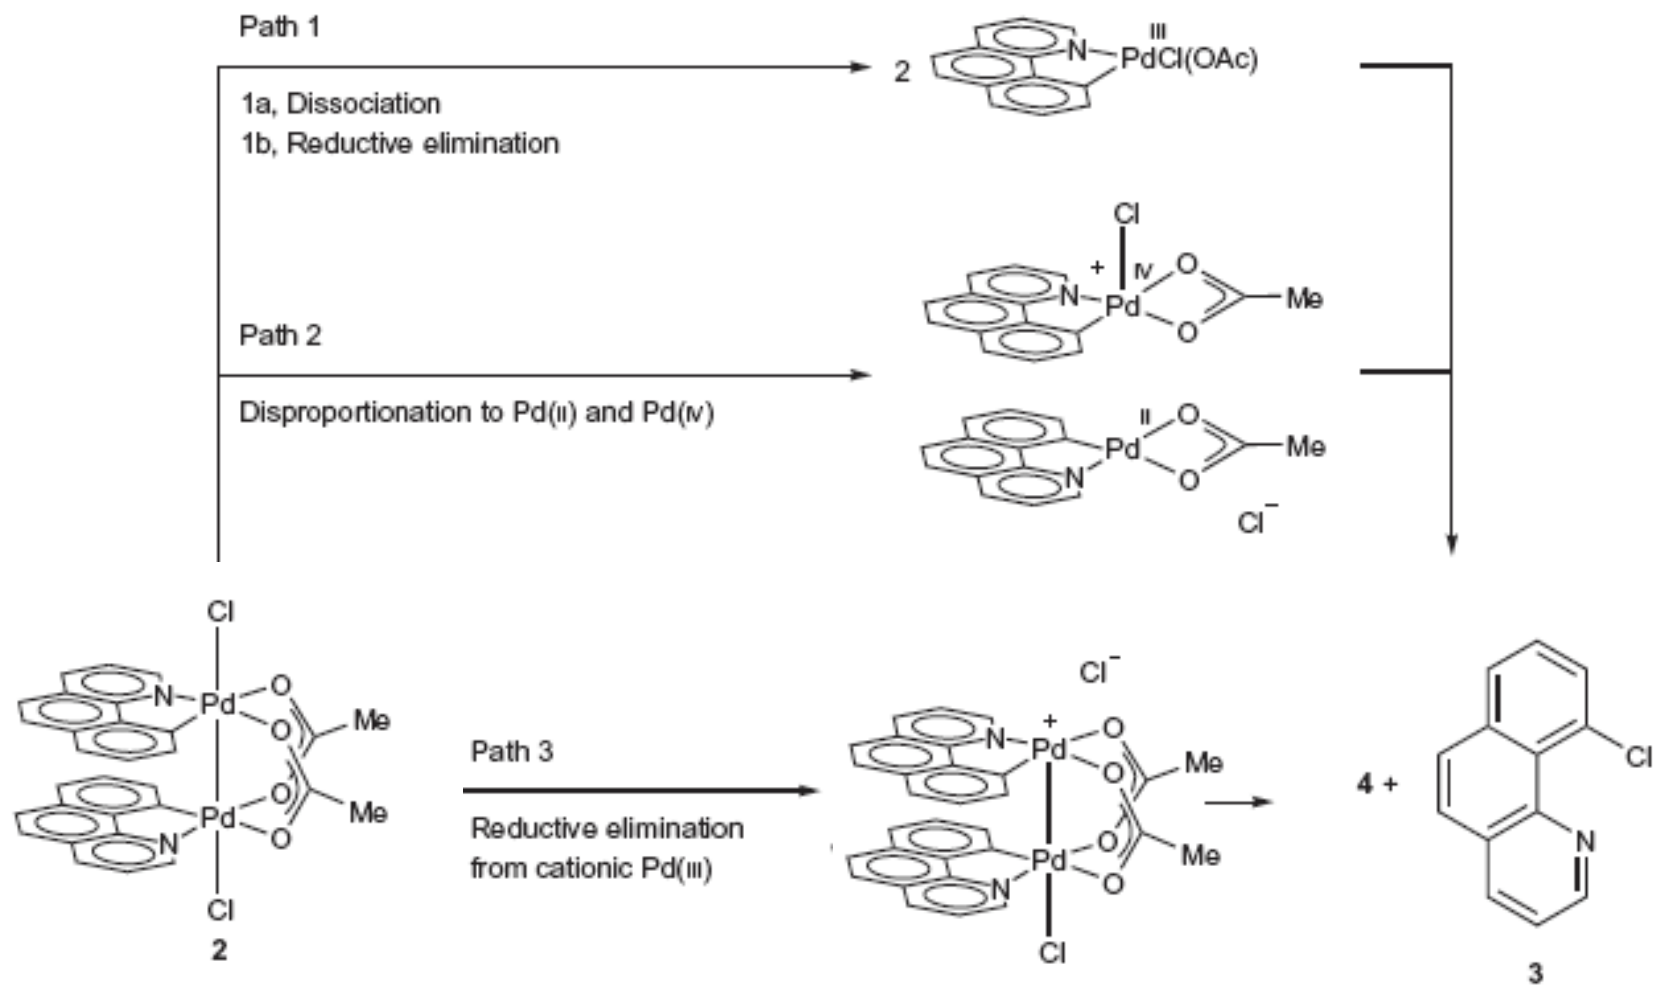 Path 1
1a, Dissociation
1b, Reductive elimination
2
N
III
PdCl(OAc)
Cl
+
IV
N
Pd
O
O
Me
Path 2
Disproportionation to Pd(II) and Pd(IV)
II
N
Pd
O
O
Me
Cl−
Cl
N
Pd
O
O
Me
Pd
N
O
O
Me
Cl
2
Path 3
Reductive elimination
from cationic Pd(III)
Cl−
+
N
Pd
O
O
Me
Pd
N
O
O
Me
Cl
4 +
Cl
N
3